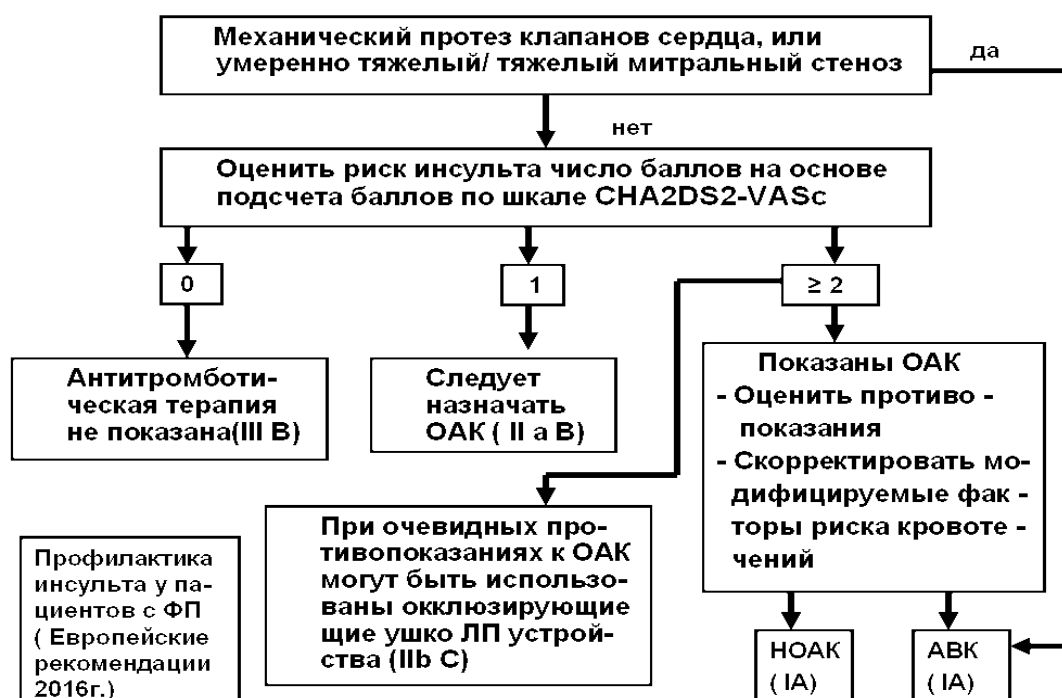 Механический протез клапанов сердца, или
умеренно тяжелый/ тяжелый митральный стеноз
да
нет
Оценить риск инсульта число баллов на основе
подсчета баллов по шкале CHA2DS2-VASc
0
1
≥ 2
Антитромботи-
ческая терапия
не показана(III B)
Следует
назначать
ОАК ( II a B)
Показаны ОАК
- Оценить противо -
показания
- Скорректировать мо-
дифицируемые фак -
торы риска кровоте -
чений
При очевидных про-
тивопоказаниях к ОАК
могут быть использо-
ваны окклюзирующие
щие ушко ЛП устрой-
ства (IIb C)
Профилактика
инсульта у па-
циентов с ФП
( Европейские
рекомендации
2016г.)
НОАК
( IA)
АВК
( IA)